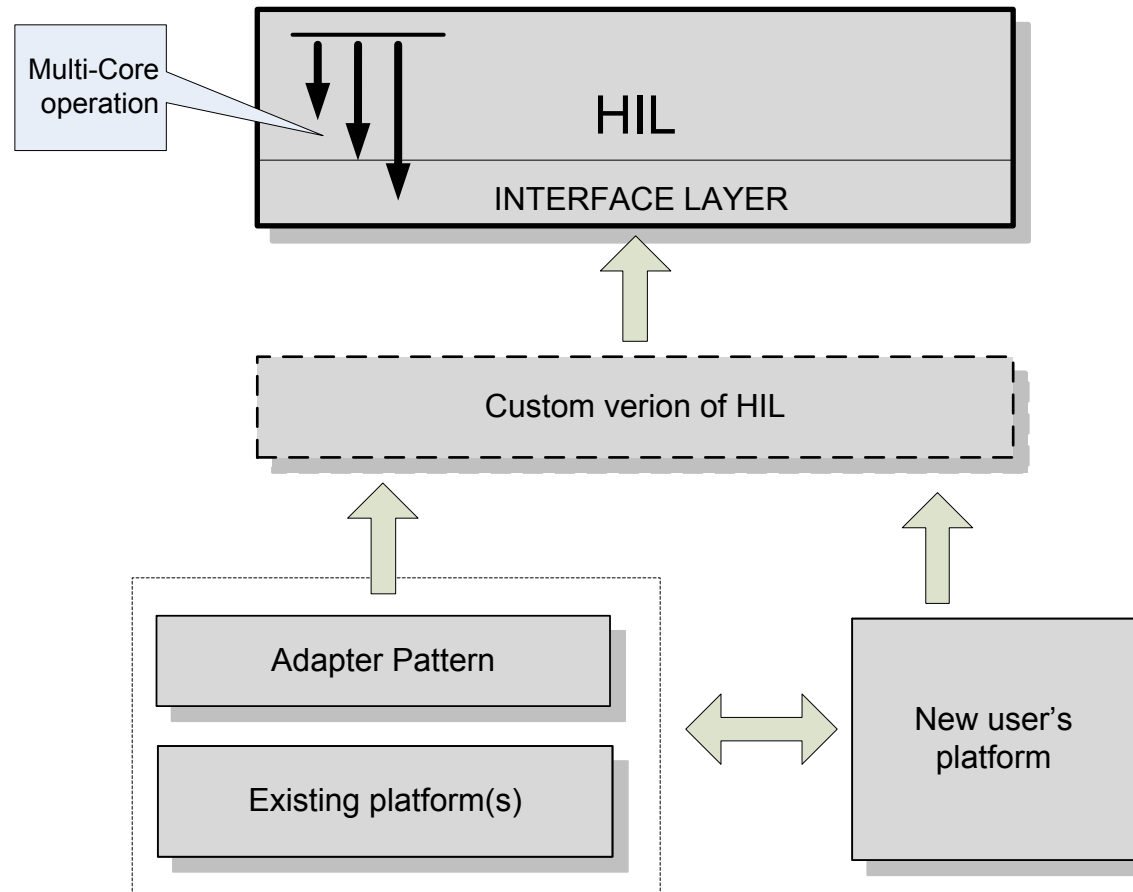 Multi-Core
operation
HIL
INTERFACE LAYER
Custom verion of HIL
Adapter Pattern
Existing platform(s)
New user's
platform